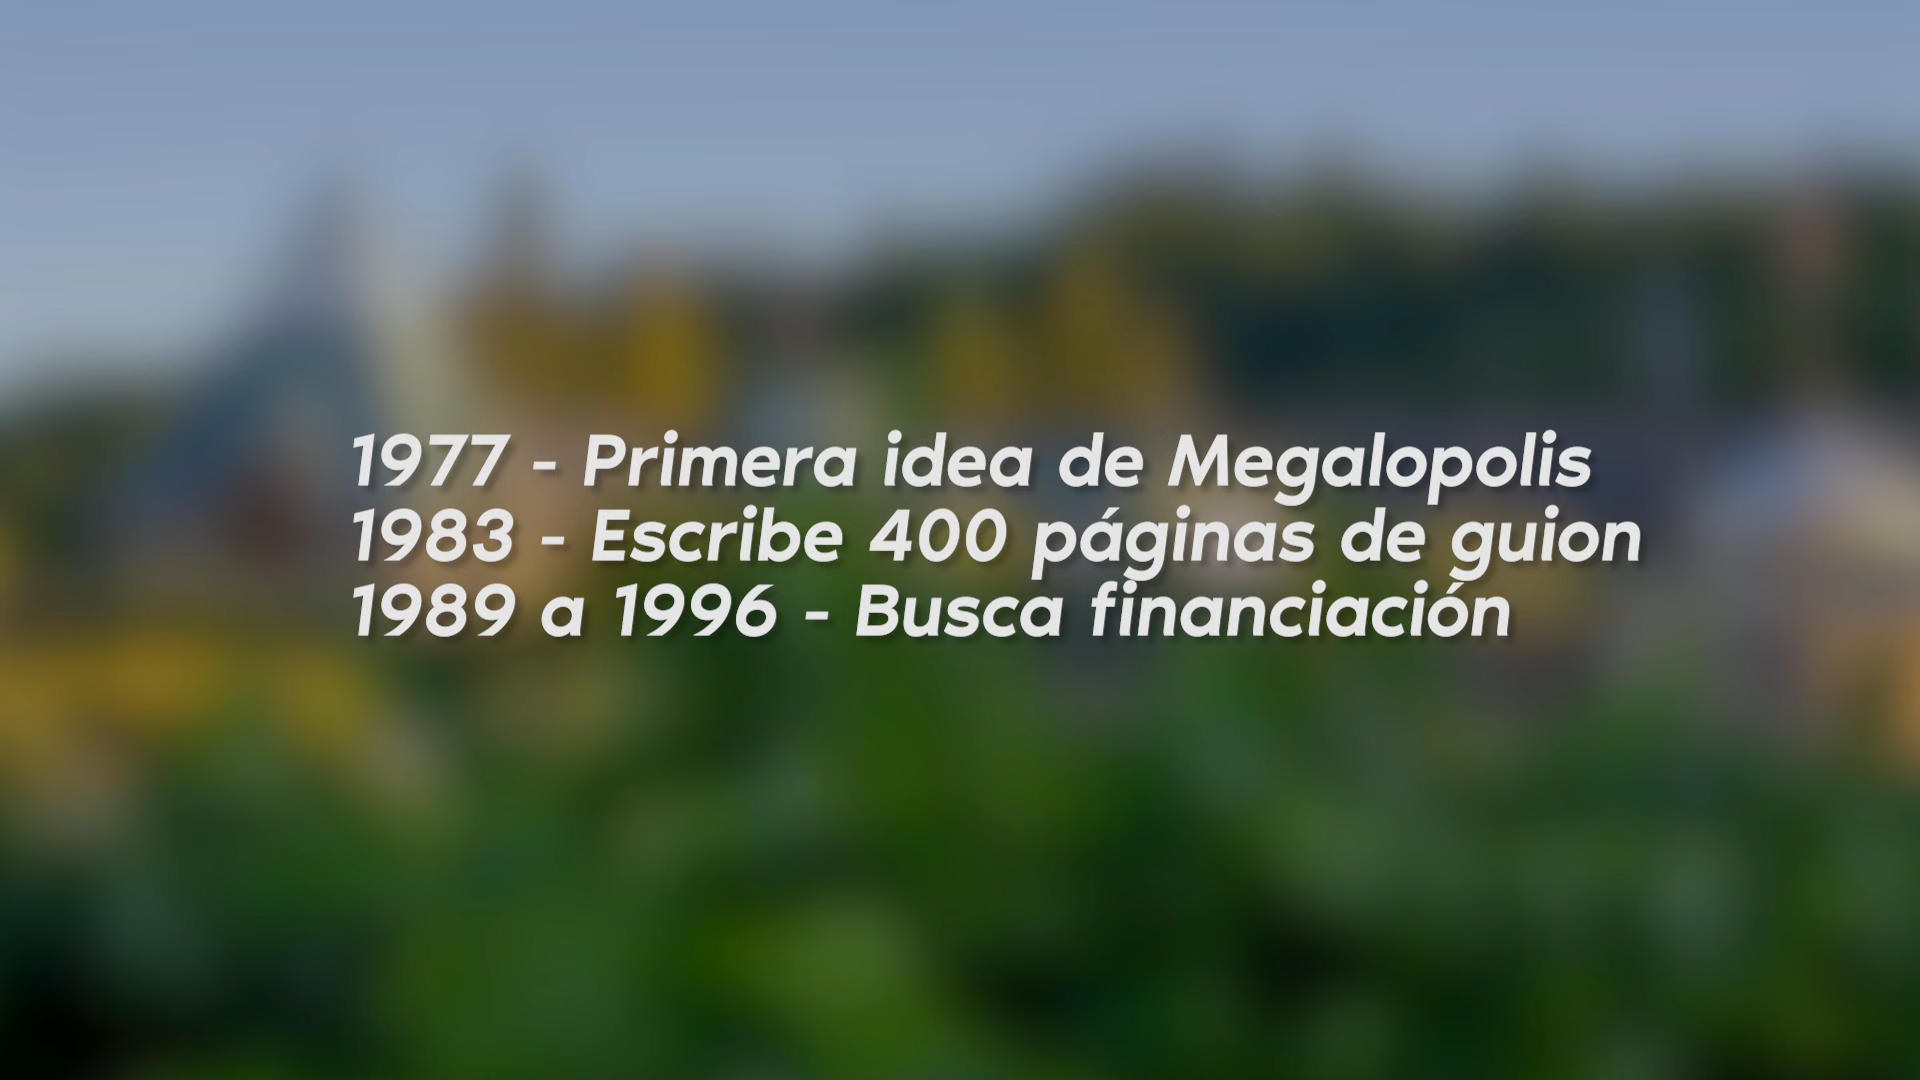 1977 - Primera idea de Megalopolis
1983 - Escribe 400 páginas de guion
1989 a 1996 - Busca financiación